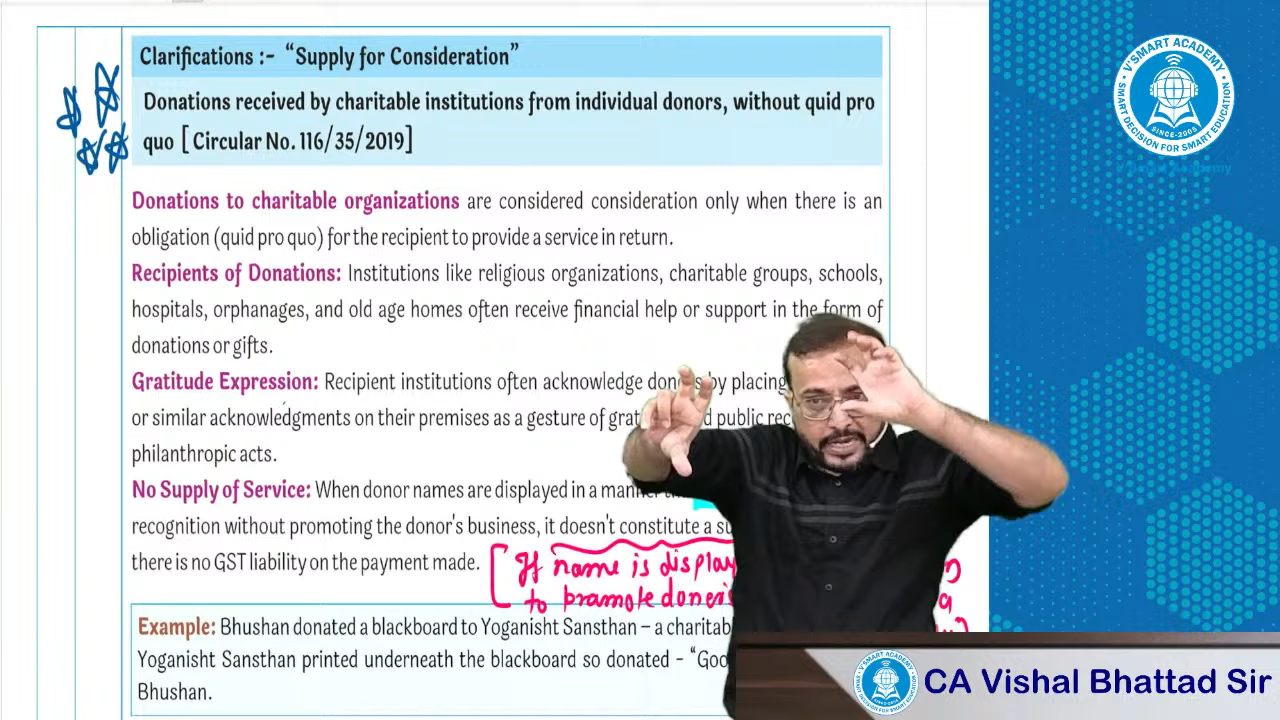 Clarifications :- “Supply for Consideration”
Donations received by charitable institutions from individual donors, without quid pro
quo [Circular No. 116/35/2019]
Donations to charitable organizations are considered consideration only when there is an
obligation (quid pro quo) for the recipient to provide a service in return.
Recipients of Donations: Institutions like religious organizations, charitable groups, schools,
hospitals, orphanages, and old age homes often receive financial help or support in the form of
donations or gifts.
Gratitude Expression: Recipient institutions often acknowledge donors by placing
or similar acknowledgments on their premises as a gesture of public
philanthropic acts.
No Supply of Service: When donor names are displayed in a manner
recognition without promoting the donor's business, it doesn't constitute a
there is no GST liability on the payment made.
[If name is display
to pramote doner's
Example: Bhushan donated a blackboard to Yoganisht Sansthan – a
Yoganisht Sansthan printed underneath the blackboard so donated - “
Bhushan.
V'SMART ACADEMY
SINCE-2005
SMART DECISION FOR SMART EDUCATION
V'Smart Academy
CA Vishal Bhattad Sir